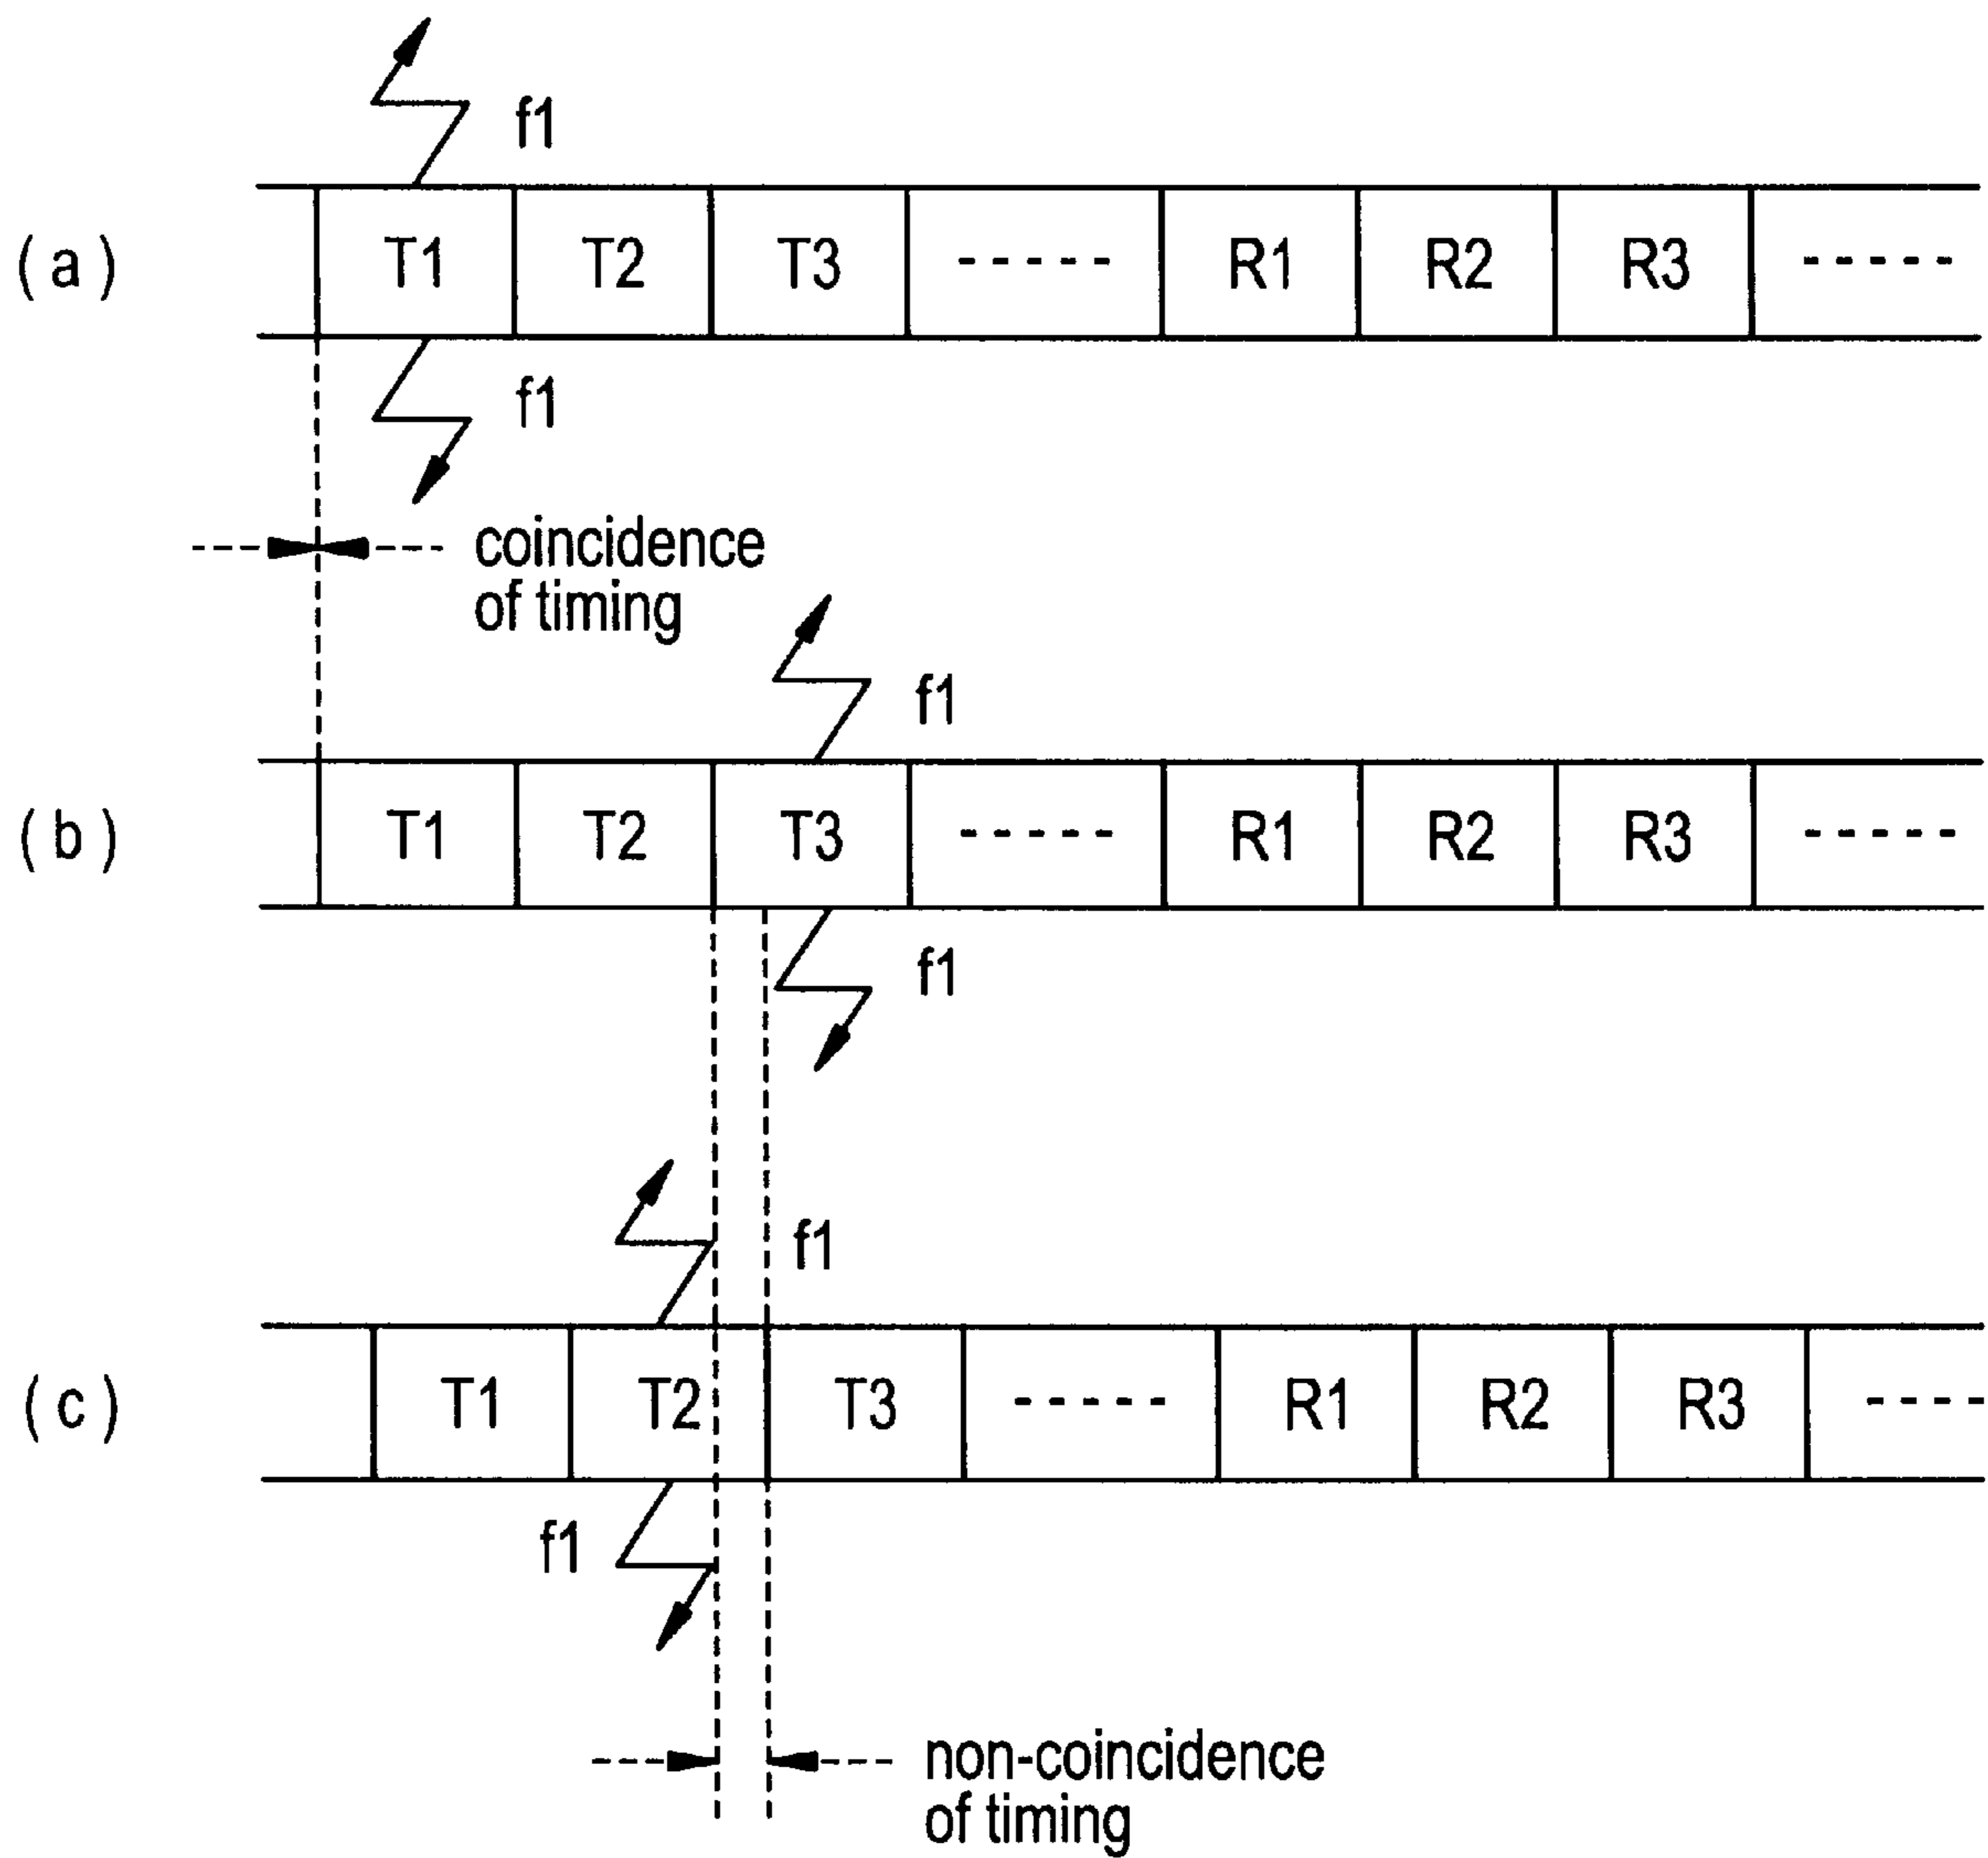 f1
(a) T1 T2 T3 ----- R1 R2 R3 -----
f1
coincidence
of timing
f1
(b) T1 T2 T3 ----- R1 R2 R3 -----
f1
f1
(c) T1 T2 T3 ----- R1 R2 R3 ----
f1
non-coincidence
of timing